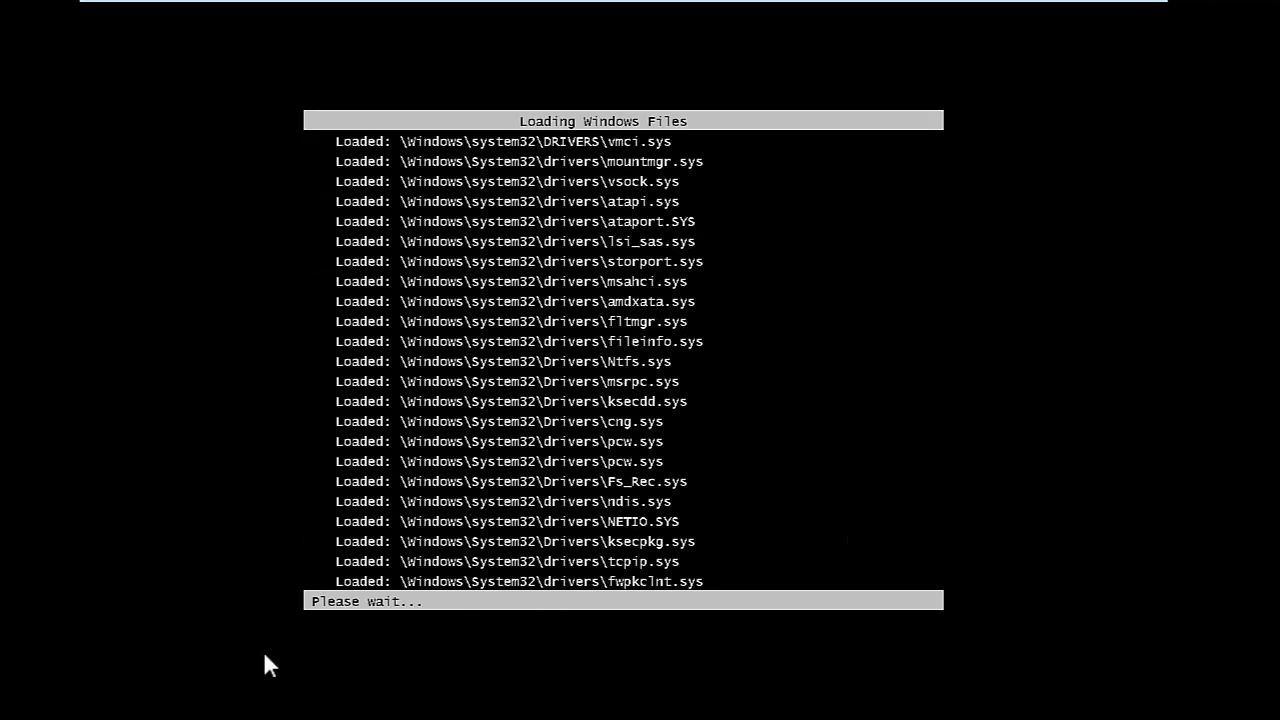 Loading Windows Files
Loaded: \Windows\system32\DRIVERS\vmci.sys
Loaded: \Windows\System32\drivers\mountmgr.sys
Loaded: \Windows\system32\drivers\vsock.sys
Loaded: \Windows\system32\drivers\atapi.sys
Loaded: \Windows\system32\drivers\ataport.SYS
Loaded: \Windows\system32\drivers\lsi_sas.sys
Loaded: \Windows\system32\drivers\storport.sys
Loaded: \Windows\system32\drivers\msahci.sys
Loaded: \Windows\system32\drivers\amdxata.sys
Loaded: \Windows\system32\drivers\fltmgr.sys
Loaded: \Windows\system32\drivers\fileinfo.sys
Loaded: \Windows\System32\Drivers\Ntfs.sys
Loaded: \Windows\System32\Drivers\msrpc.sys
Loaded: \Windows\System32\Drivers\ksecdd.sys
Loaded: \Windows\System32\Drivers\cng.sys
Loaded: \Windows\System32\drivers\pcw.sys
Loaded: \Windows\System32\drivers\pcw.sys
Loaded: \Windows\System32\Drivers\Fs_Rec.sys
Loaded: \Windows\system32\drivers\ndis.sys
Loaded: \Windows\system32\drivers\NETIO.SYS
Loaded: \Windows\System32\Drivers\ksecpkg.sys
Loaded: \Windows\System32\drivers\tcpip.sys
Loaded: \Windows\System32\drivers\fwpkclnt.sys
Please wait...